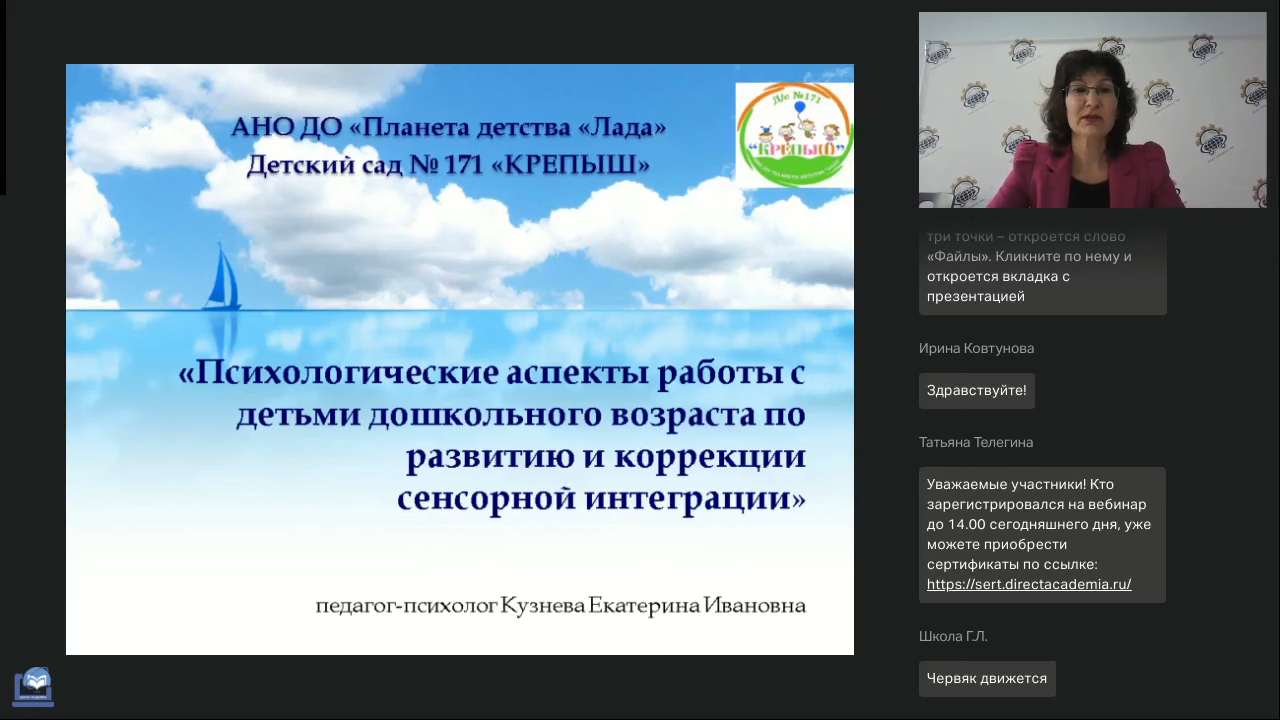 АНО ДО «Планета детства «Лада»
Детский сад № 171 «КРЕПЫШ»
Д/с №171
“КРЕПЫШ”
«Психологические аспекты работы с
детьми дошкольного возраста по
развитию и коррекции
сенсорной интеграции»
педагог-психолог Кузнева Екатерина Ивановна
три точки – откроется слово
«Файлы». Кликните по нему и
откроется вкладка с
презентацией
Ирина Ковтунова
Здравствуйте!
Татьяна Телегина
Уважаемые участники! Кто
зарегистрировался на вебинар
до 14.00 сегодняшнего дня, уже
можете приобрести
сертификаты по ссылке:
https://sert.directacademia.ru/
Школа Г.Л.
Червяк движется